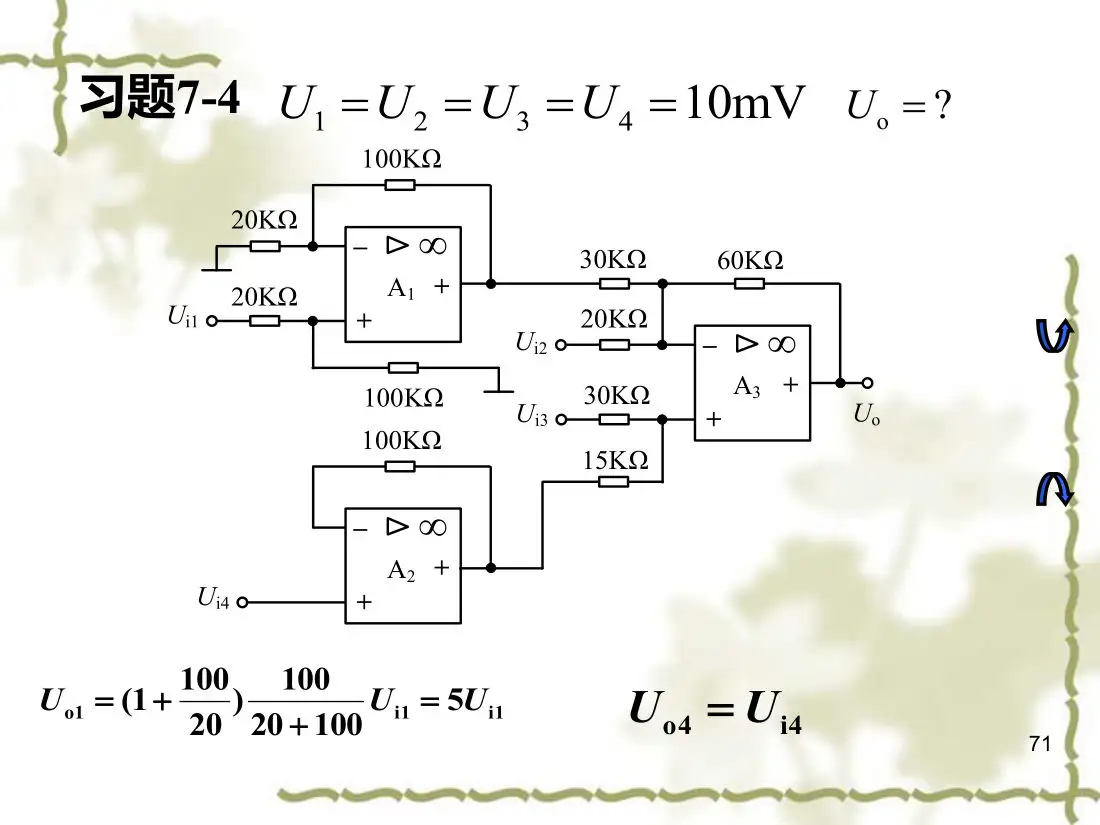 习题7-4 U1 = U2 = U3 = U4 = 10mV Uo = ?
100KΩ
20KΩ
− ▷ ∞
A1 +
20KΩ
Ui1
+
100KΩ
30KΩ 60KΩ
20KΩ
Ui2
− ▷ ∞
A3 +
30KΩ
Ui3
+
Uo
15KΩ
100KΩ
− ▷ ∞
A2 +
Ui4
+
Uo1 = (1 + 100/20) 100/(20 + 100) Ui1 = 5Ui1
Uo4 = Ui4
71